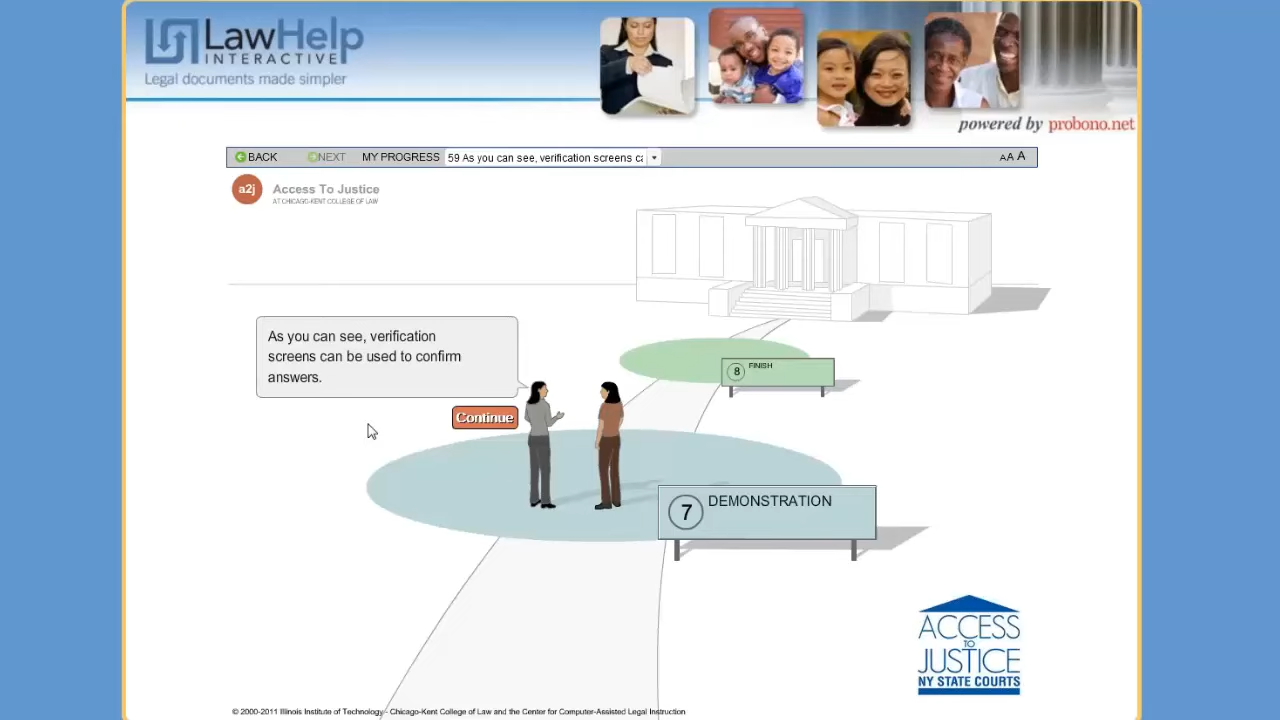 LawHelp
INTERACTIVE
Legal documents made simpler
powered by probono.net
BACK NEXT MY PROGRESS 59 As you can see, verification screens ca AAA
a2j Access To Justice
AT CHICAGO-KENT COLLEGE OF LAW
As you can see, verification
screens can be used to confirm
answers.
8 FINISH
Continue
7 DEMONSTRATION
ACCESS
TO
JUSTICE
NY STATE COURTS
© 2000-2011 Illinois Institute of Technology - Chicago-Kent College of Law and the Center for Computer-Assisted Legal Instruction